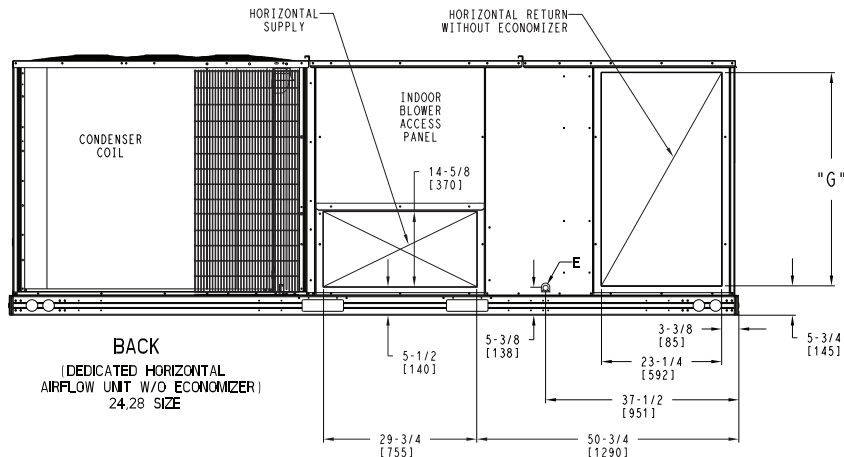 HORIZONTAL
SUPPLY
HORIZONTAL RETURN
WITHOUT ECONOMIZER
CONDENSER
COIL
INDOOR
BLOWER
ACCESS
PANEL
14-5/8
[370]
"G"
E
5-1/2
[140]
5-3/8
[138]
3-3/8
[85]
5-3/4
[145]
23-1/4
[592]
37-1/2
[951]
29-3/4
[755]
50-3/4
[1290]
BACK
(DEDICATED HORIZONTAL
AIRFLOW UNIT W/O ECONOMIZER)
24,28 SIZE